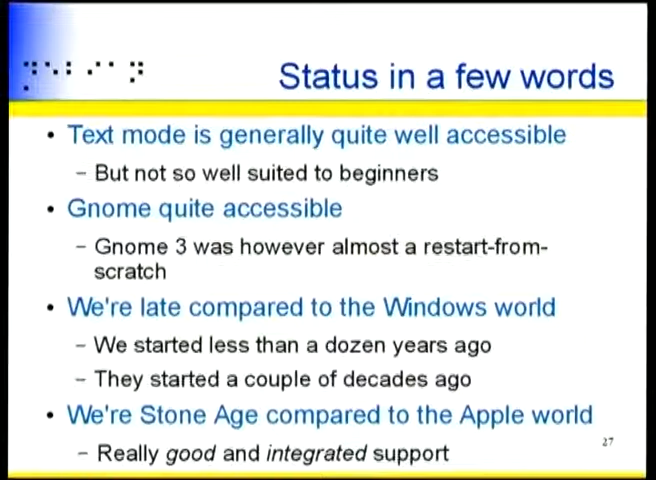 Status in a few words
• Text mode is generally quite well accessible
– But not so well suited to beginners
• Gnome quite accessible
– Gnome 3 was however almost a restart-from-
scratch
• We're late compared to the Windows world
– We started less than a dozen years ago
– They started a couple of decades ago
• We're Stone Age compared to the Apple world
– Really good and integrated support
27